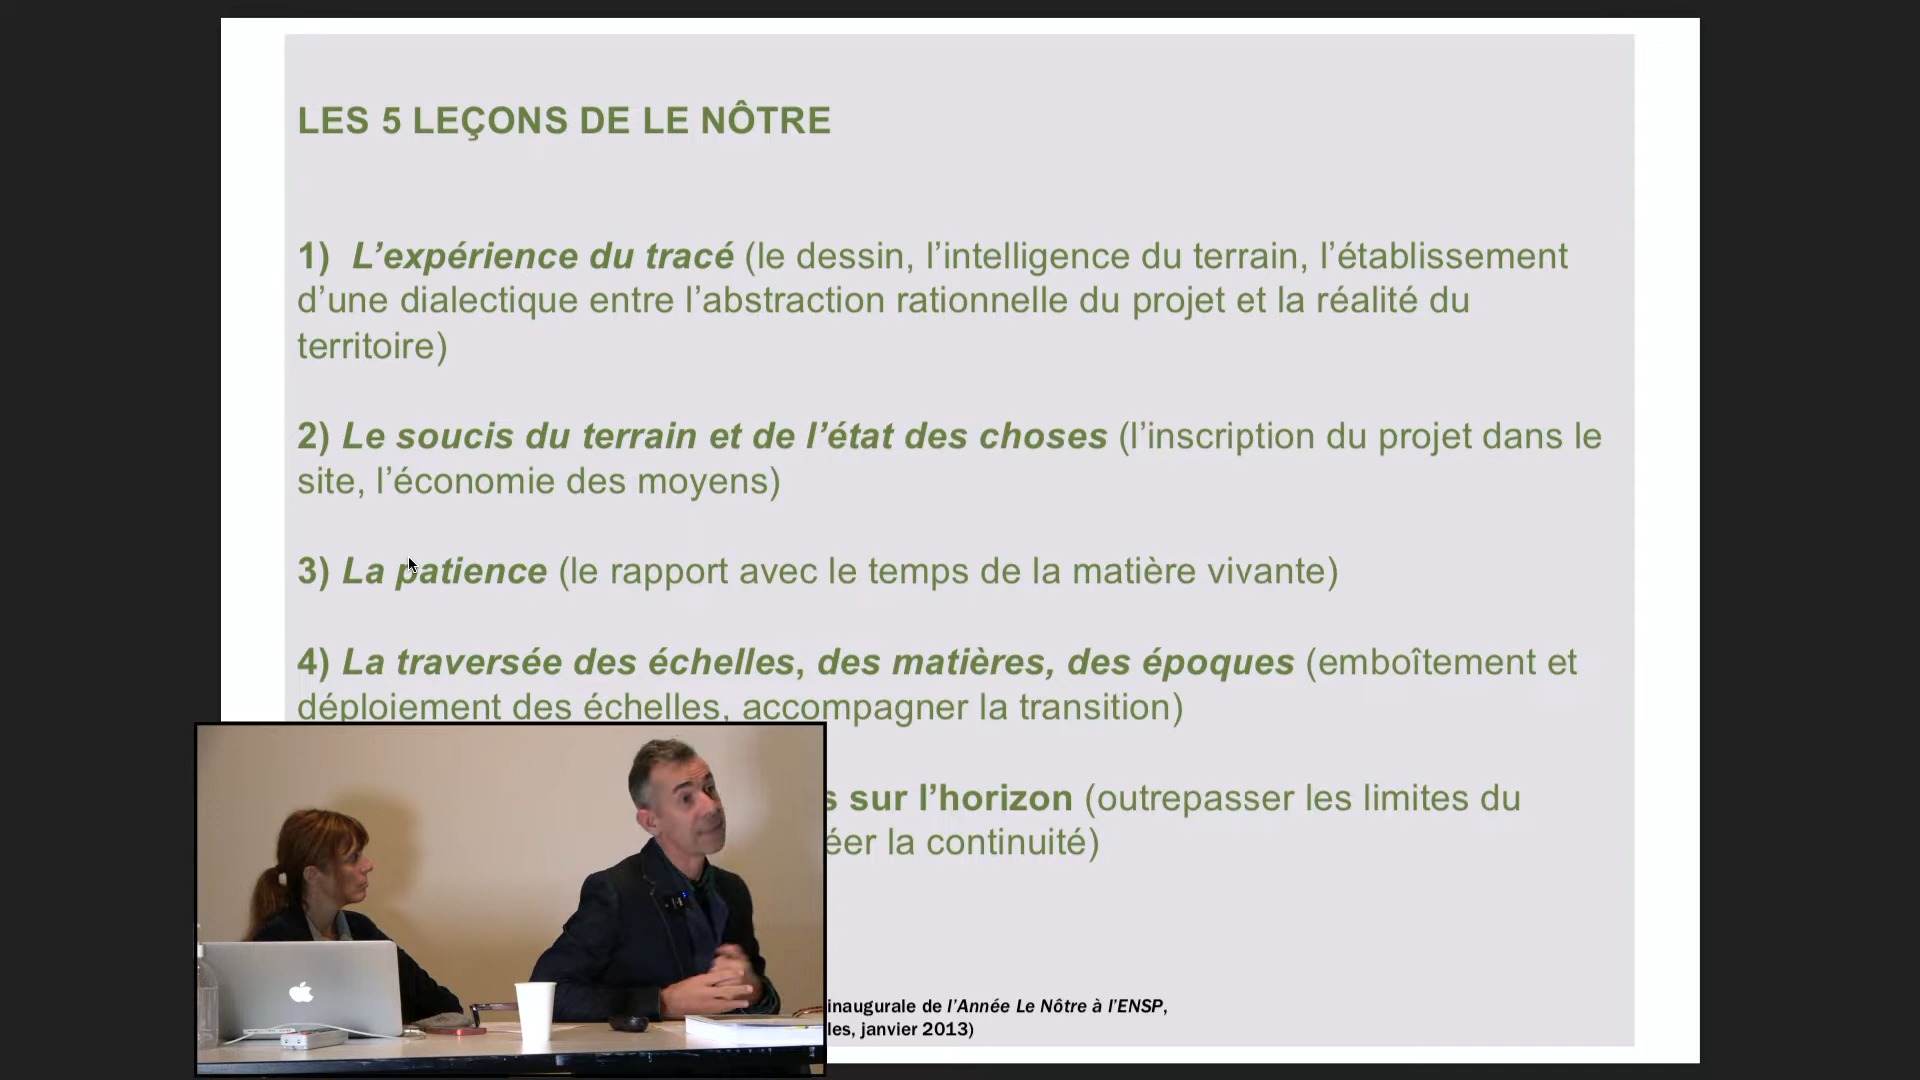 LES 5 LEÇONS DE LE NÔTRE
1) L’expérience du tracé (le dessin, l’intelligence du terrain, l’établissement
d’une dialectique entre l’abstraction rationnelle du projet et la réalité du
territoire)
2) Le soucis du terrain et de l’état des choses (l’inscription du projet dans le
site, l’économie des moyens)
3) La patience (le rapport avec le temps de la matière vivante)
4) La traversée des échelles, des matières, des époques (emboîtement et
déploiement des échelles, accompagner la transition)
sur l’horizon (outrepasser les limites du
la continuité)
inaugurale de l’Année Le Nôtre à l’ENSP,
janvier 2013)